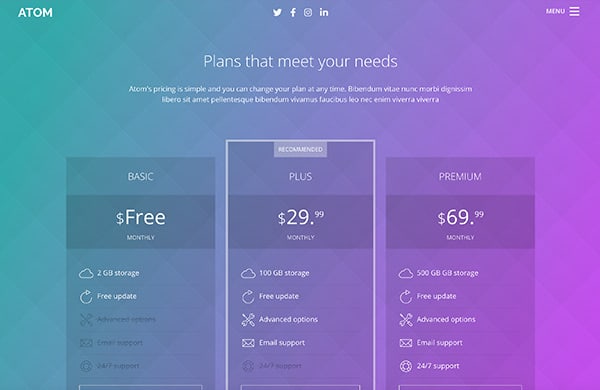 ATOM
MENU
Plans that meet your needs
Atom's pricing is simple and you can change your plan at any time. Bibendum vitae nunc morbi dignissim
libero sit amet pellentesque bibendum vivamus faucibus leo nec enim viverra viverra
RECOMMENDED
BASIC
$Free
MONTHLY
2 GB storage
Free update
Advanced options
Email support
24/7 support
PLUS
$29.99
MONTHLY
100 GB storage
Free update
Advanced options
Email support
24/7 support
PREMIUM
$69.99
MONTHLY
500 GB GB storage
Free update
Advanced options
Email support
24/7 support